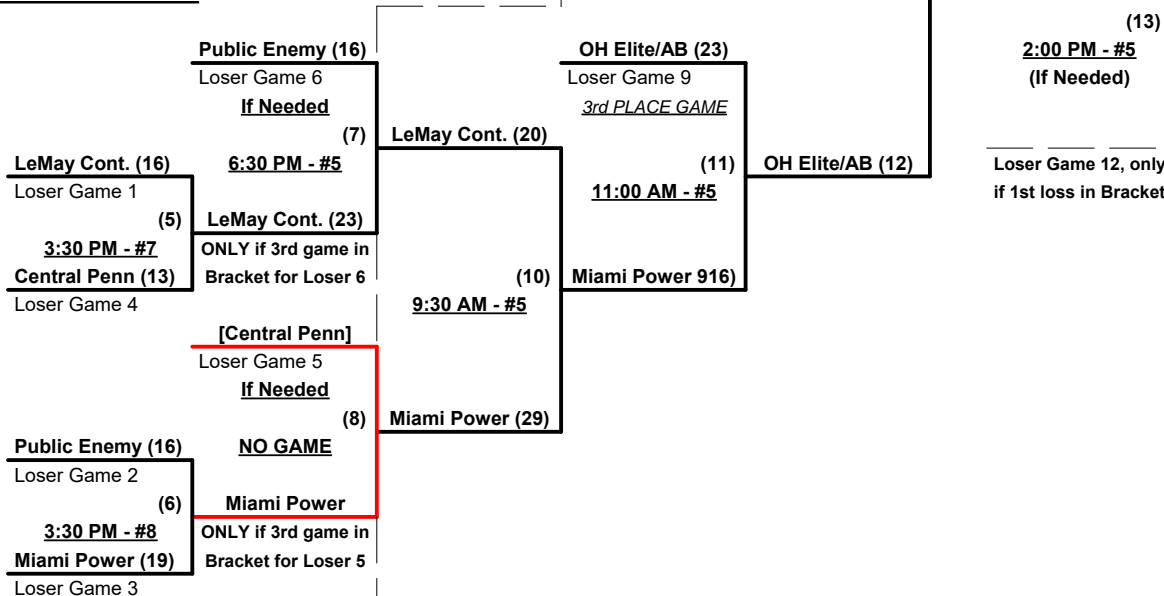 (13)
Public Enemy (16)
OH Elite/AB (23)
2:00 PM - #5
Loser Game 6
Loser Game 9
(If Needed)
If Needed
3rd PLACE GAME
(7)
LeMay Cont. (20)
LeMay Cont. (16)
6:30 PM - #5
(11)
OH Elite/AB (12)
Loser Game 12, only
Loser Game 1
11:00 AM - #5
if 1st loss in Bracket
(5)
LeMay Cont. (23)
3:30 PM - #7
ONLY if 3rd game in
Central Penn (13)
Bracket for Loser 6
(10)
Miami Power 916)
Loser Game 4
9:30 AM - #5
[Central Penn]
Loser Game 5
If Needed
(8)
Miami Power (29)
Public Enemy (16)
NO GAME
Loser Game 2
(6)
Miami Power
3:30 PM - #8
ONLY if 3rd game in
Miami Power (19)
Bracket for Loser 5
Loser Game 3